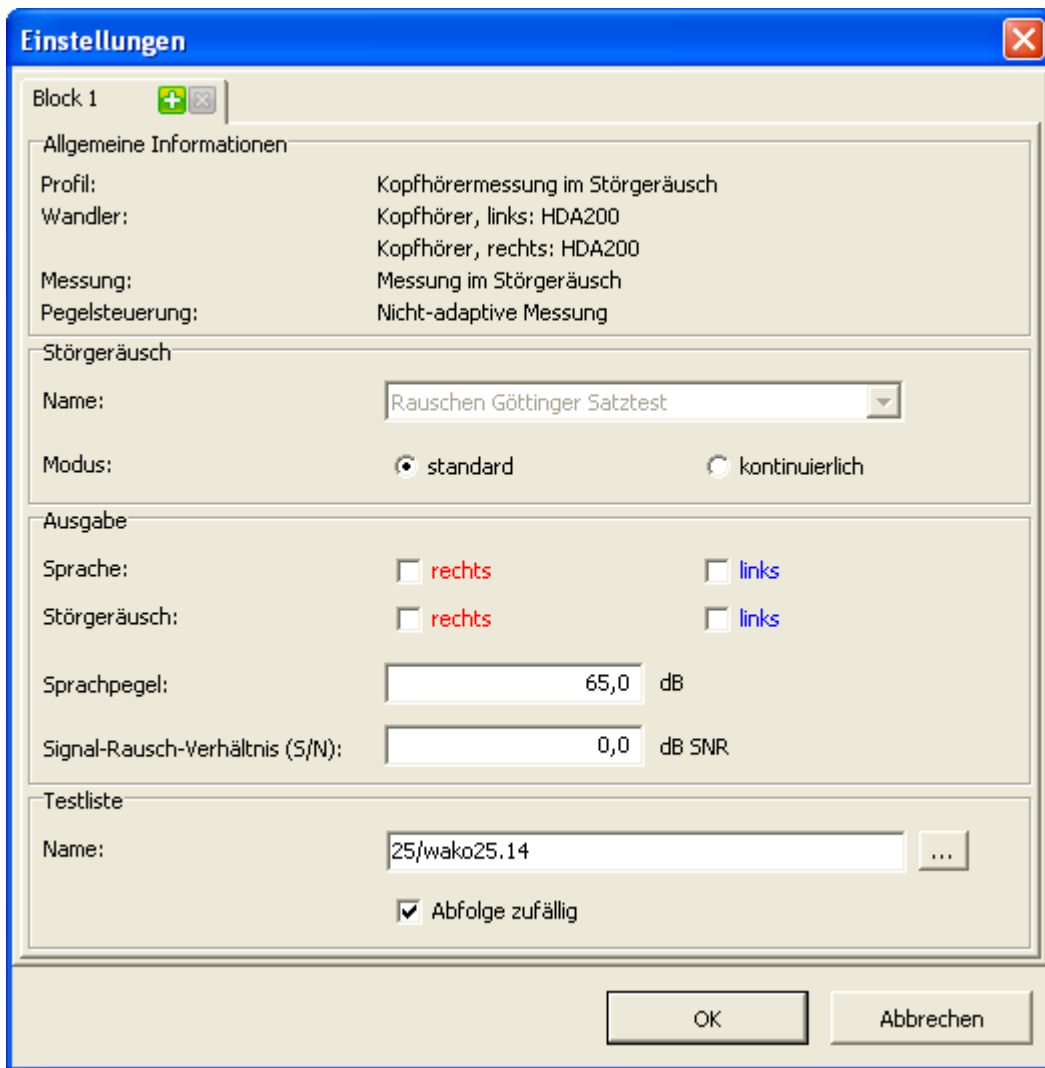 Einstellungen
Block 1
Allgemeine Informationen
Profil: Kopfhörermessung im Störgeräusch
Wandler: Kopfhörer, links: HDA200
Kopfhörer, rechts: HDA200
Messung: Messung im Störgeräusch
Pegelsteuerung: Nicht-adaptive Messung
Störgeräusch
Name: Rauschen Göttinger Satztest
Modus: standard kontinuierlich
Ausgabe
Sprache: rechts links
Störgeräusch: rechts links
Sprachpegel: 65,0 dB
Signal-Rausch-Verhältnis (S/N): 0,0 dB SNR
Testliste
Name: 25/wako25.14 ...
Abfolge zufällig
OK Abbrechen